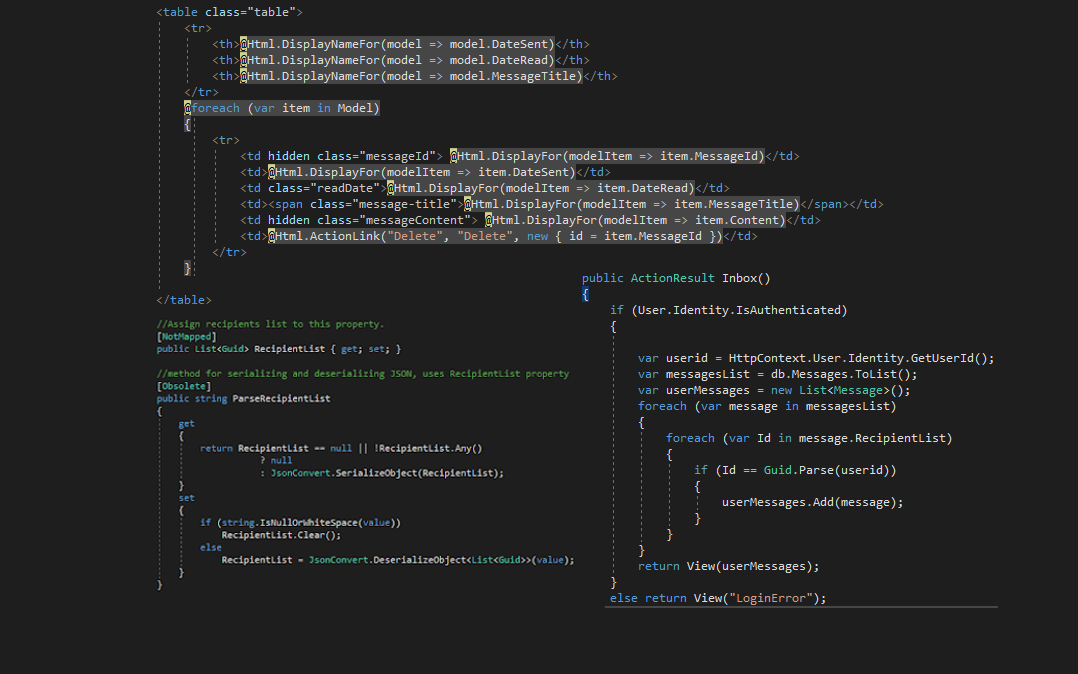 <table class="table">
<tr>
<th>@Html.DisplayNameFor(model => model.DateSent)</th>
<th>@Html.DisplayNameFor(model => model.DateRead)</th>
<th>@Html.DisplayNameFor(model => model.MessageTitle)</th>
</tr>
@foreach (var item in Model)
{
<tr>
<td hidden class="messageId"> @Html.DisplayFor(modelItem => item.MessageId)</td>
<td>@Html.DisplayFor(modelItem => item.DateSent)</td>
<td class="readDate">@Html.DisplayFor(modelItem => item.DateRead)</td>
<td><span class="message-title">@Html.DisplayFor(modelItem => item.MessageTitle)</span></td>
<td hidden class="messageContent"> @Html.DisplayFor(modelItem => item.Content)</td>
<td>@Html.ActionLink("Delete", "Delete", new { id = item.MessageId })</td>
</tr>
}
</table>
//Assign recipients list to this property.
[NotMapped]
public List<Guid> RecipientList { get; set; }
//method for serializing and deserializing JSON, uses RecipientList property
[Obsolete]
public string ParseRecipientList
{
get
{
return RecipientList == null || !RecipientList.Any()
? null
: JsonConvert.SerializeObject(RecipientList);
}
set
{
if (string.IsNullOrWhiteSpace(value))
RecipientList.Clear();
else
RecipientList = JsonConvert.DeserializeObject<List<Guid>>(value);
}
}
public ActionResult Inbox()
{
if (User.Identity.IsAuthenticated)
{
var userid = HttpContext.User.Identity.GetUserId();
var messagesList = db.Messages.ToList();
var userMessages = new List<Message>();
foreach (var message in messagesList)
{
foreach (var Id in message.RecipientList)
{
if (Id == Guid.Parse(userid))
{
userMessages.Add(message);
}
}
}
return View(userMessages);
}
else return View("LoginError");